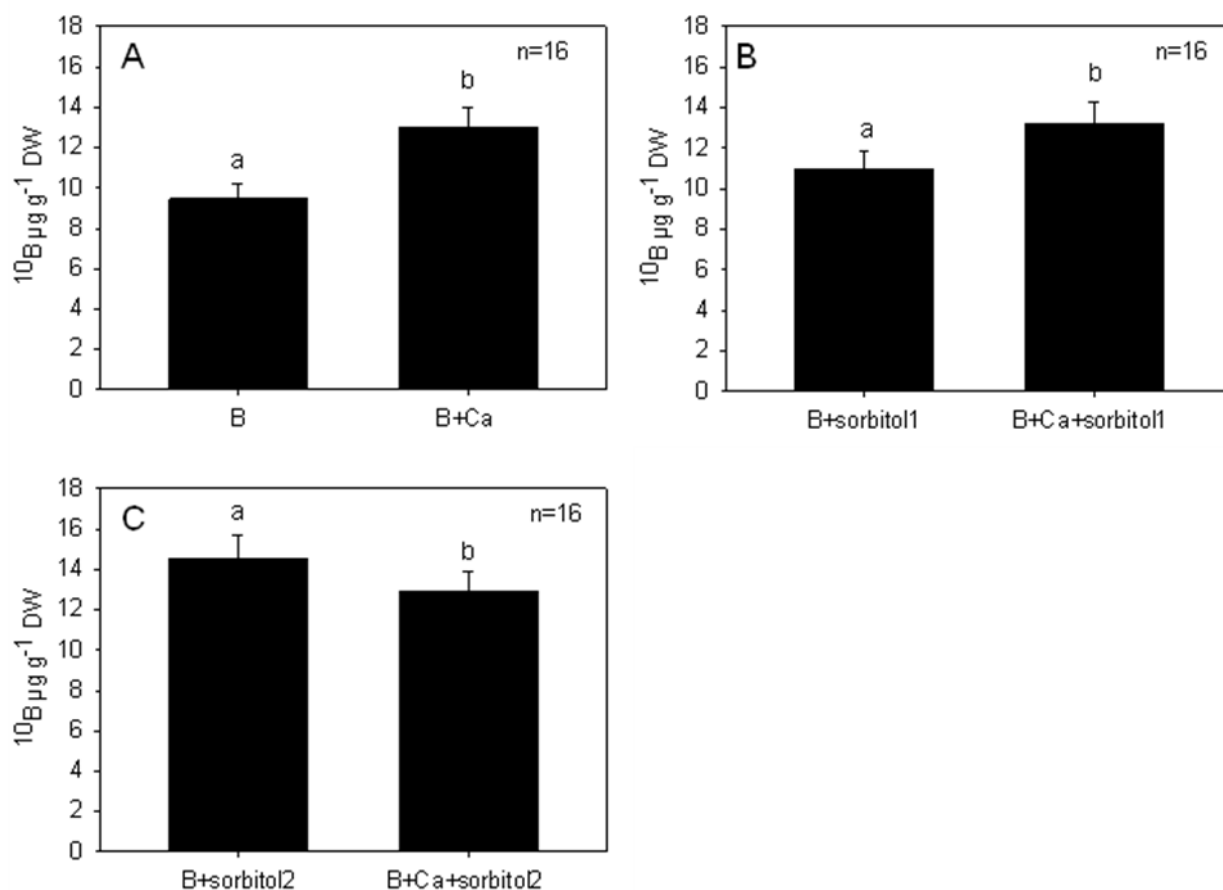 A
n=16
18
16
14
12
10
8
6
4
2
0
¹⁰B µg g⁻¹ DW
a
b
B
B+Ca
B
n=16
18
16
14
12
10
8
6
4
2
0
¹⁰B µg g⁻¹ DW
a
b
B+sorbitol1
B+Ca+sorbitol1
C
n=16
18
16
14
12
10
8
6
4
2
0
¹⁰B µg g⁻¹ DW
a
b
B+sorbitol2
B+Ca+sorbitol2